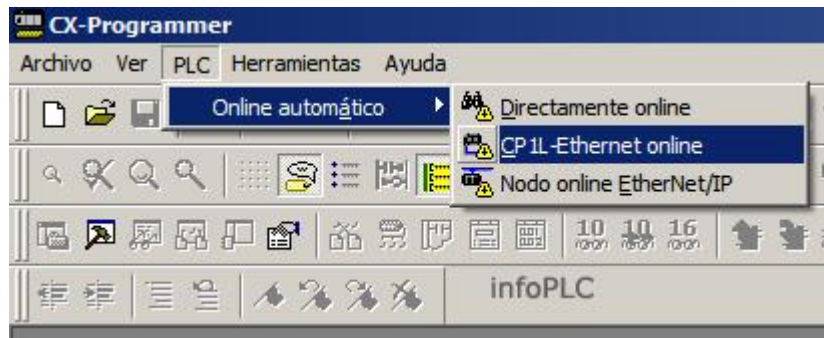 CX-Programmer
Archivo Ver PLC Herramientas Ayuda
Online automático
Directamente online
CP1L-Ethernet online
Nodo online EtherNet/IP
10 10 16
infoPLC